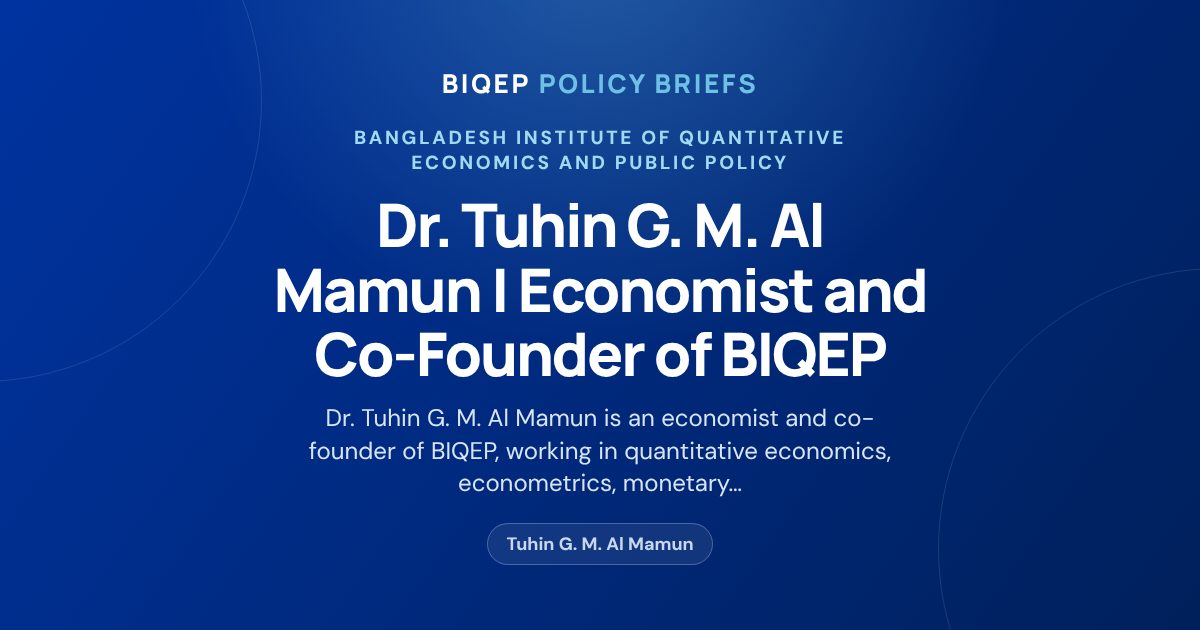 BIQEP POLICY BRIEFS
BANGLADESH INSTITUTE OF QUANTITATIVE
ECONOMICS AND PUBLIC POLICY
Dr. Tuhin G. M. Al
Mamun | Economist and
Co-Founder of BIQEP
Dr. Tuhin G. M. Al Mamun is an economist and co-
founder of BIQEP, working in quantitative economics,
econometrics, monetary...
Tuhin G. M. Al Mamun